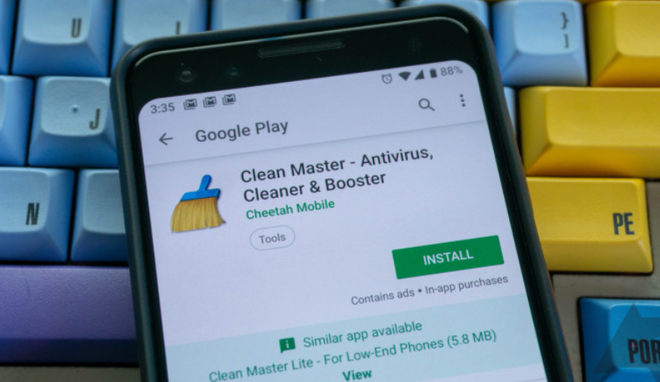 U
J
N
}
]
PE
POR
3:35
88%
Google Play
Clean Master - Antivirus,
Cleaner & Booster
Cheetah Mobile
Tools
INSTALL
Contains ads • In-app purchases
Similar app available
Clean Master Lite - For Low-End Phones (5.8 MB)
View